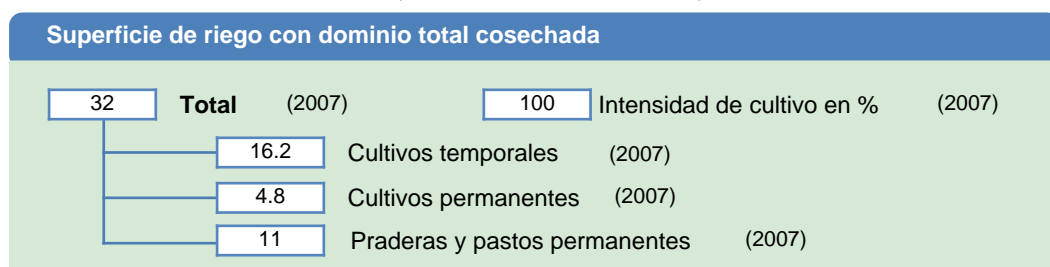 Superficie de riego con dominio total cosechada
32 Total (2007) 100 Intensidad de cultivo en % (2007)
16.2 Cultivos temporales (2007)
4.8 Cultivos permanentes (2007)
11 Praderas y pastos permanentes (2007)